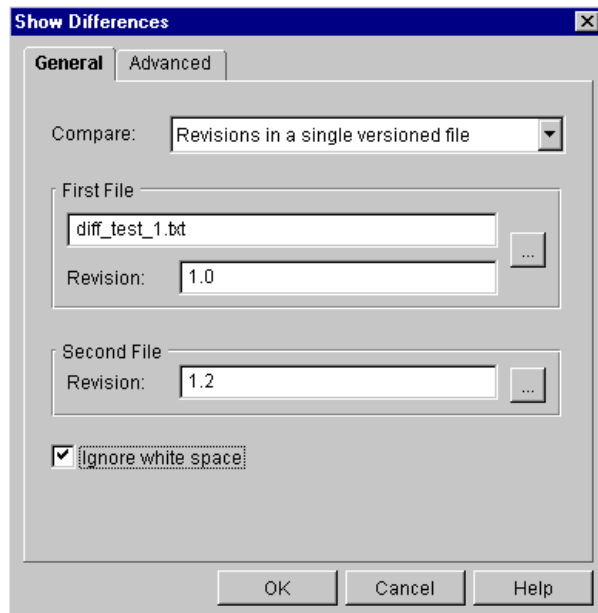 Show Differences
General Advanced
Compare: Revisions in a single versioned file
First File
diff_test_1.txt
...
Revision: 1.0
Second File
Revision: 1.2
...
Ignore white space
OK Cancel Help